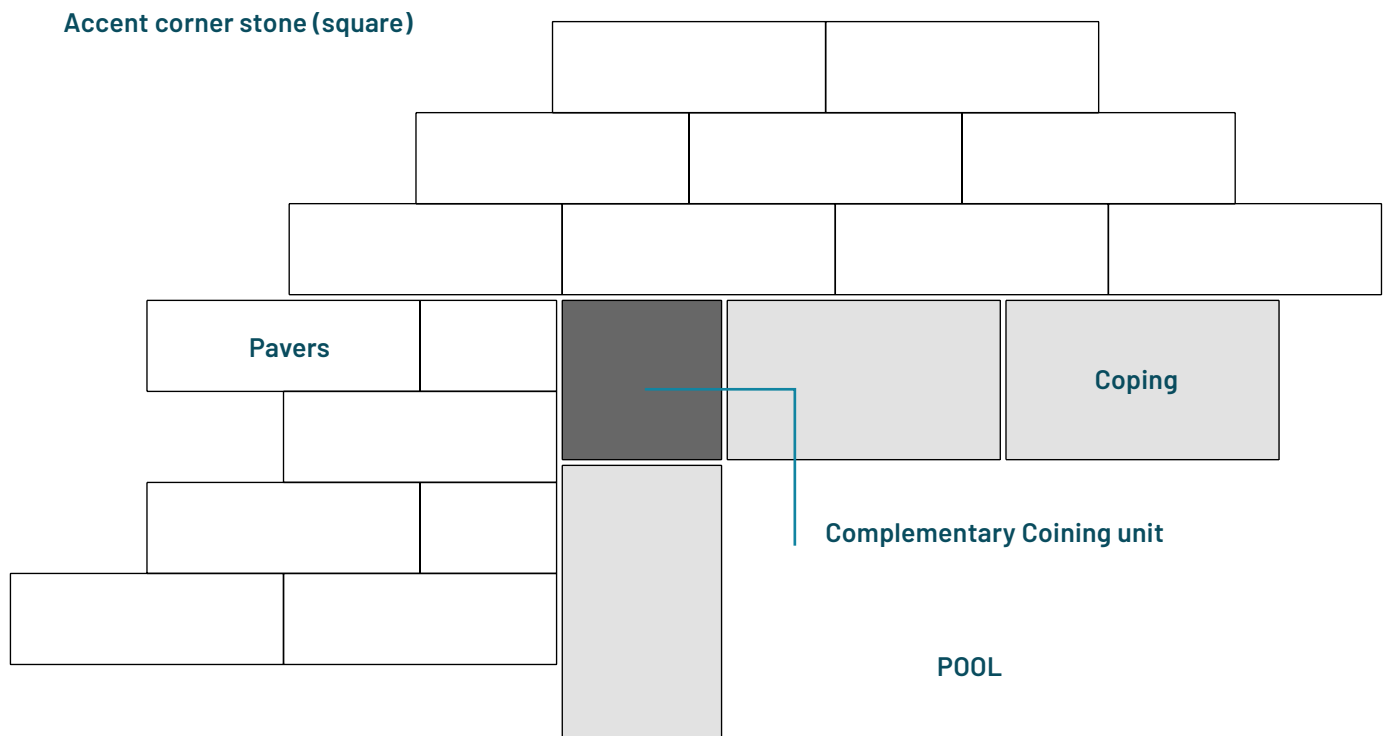 Accent corner stone (square)
Pavers
Coping
Complementary Coining unit
POOL